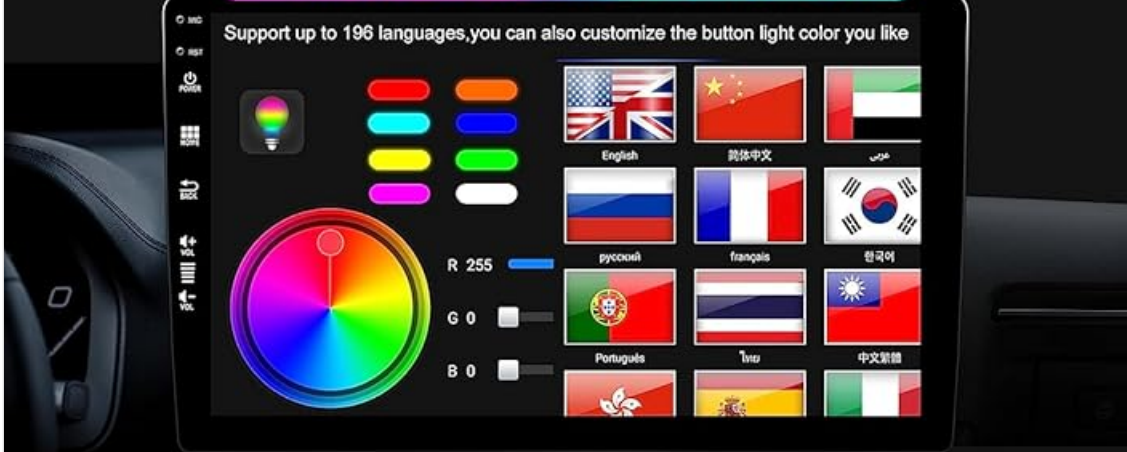 MIC
Support up to 196 languages,you can also customize the button light color you like
RST
POWER
HOME
BACK
VOL
VOL
English
简体中文
عربى
русский
français
한국어
R 255
G 0
Português
ไทย
中文繁體
B 0